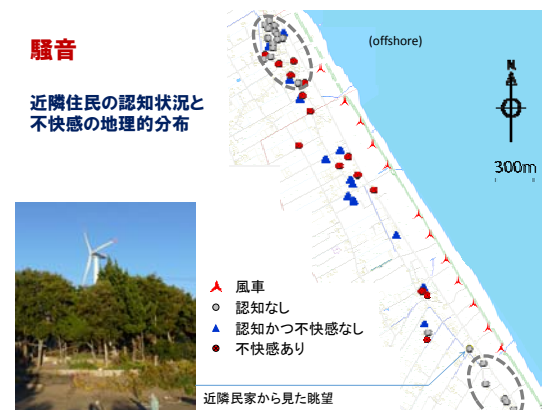 騒音
近隣住民の認知状況と
不快感の地理的分布
(offshore)
N
300m
風車
認知なし
認知かつ不快感なし
不快感あり
近隣民家から見た眺望